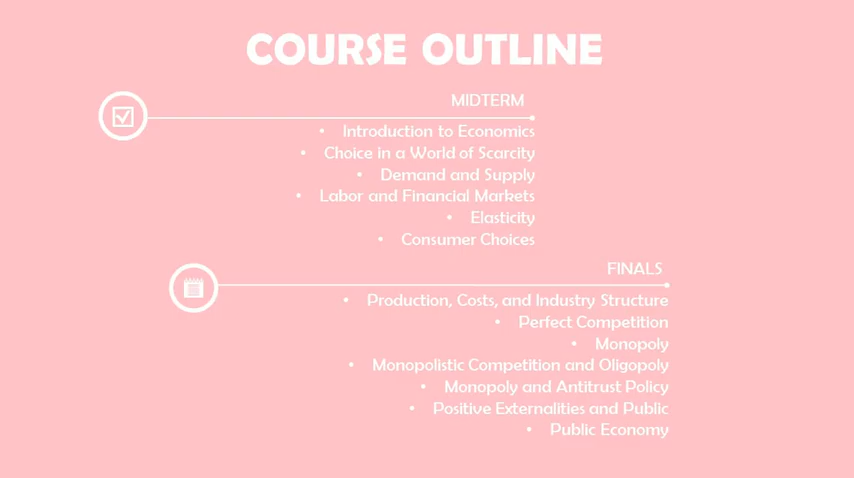 COURSE OUTLINE
MIDTERM
• Introduction to Economics
• Choice in a World of Scarcity
• Demand and Supply
• Labor and Financial Markets
• Elasticity
• Consumer Choices
FINALS
• Production, Costs, and Industry Structure
• Perfect Competition
• Monopoly
• Monopolistic Competition and Oligopoly
• Monopoly and Antitrust Policy
• Positive Externalities and Public
• Public Economy